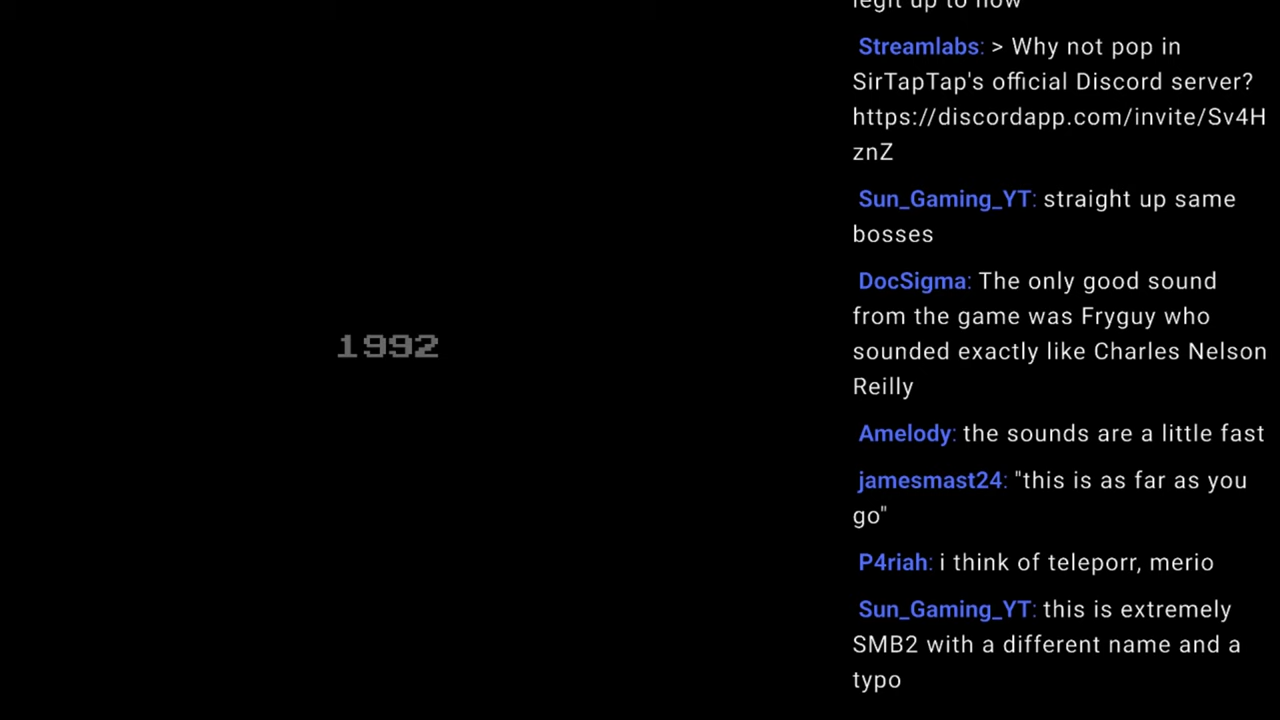 legit up to now
Streamlabs: > Why not pop in
SirTapTap's official Discord server?
https://discordapp.com/invite/Sv4H
znZ
Sun_Gaming_YT: straight up same
bosses
DocSigma: The only good sound
from the game was Fryguy who
sounded exactly like Charles Nelson
Reilly
Amelody: the sounds are a little fast
jamesmast24: "this is as far as you
go"
P4riah: i think of teleporr, merio
Sun_Gaming_YT: this is extremely
SMB2 with a different name and a
typo
1992